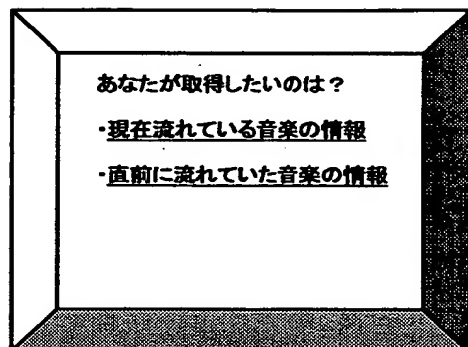 あなたが取得したいのは？
・現在流れている音楽の情報
・直前に流れていた音楽の情報